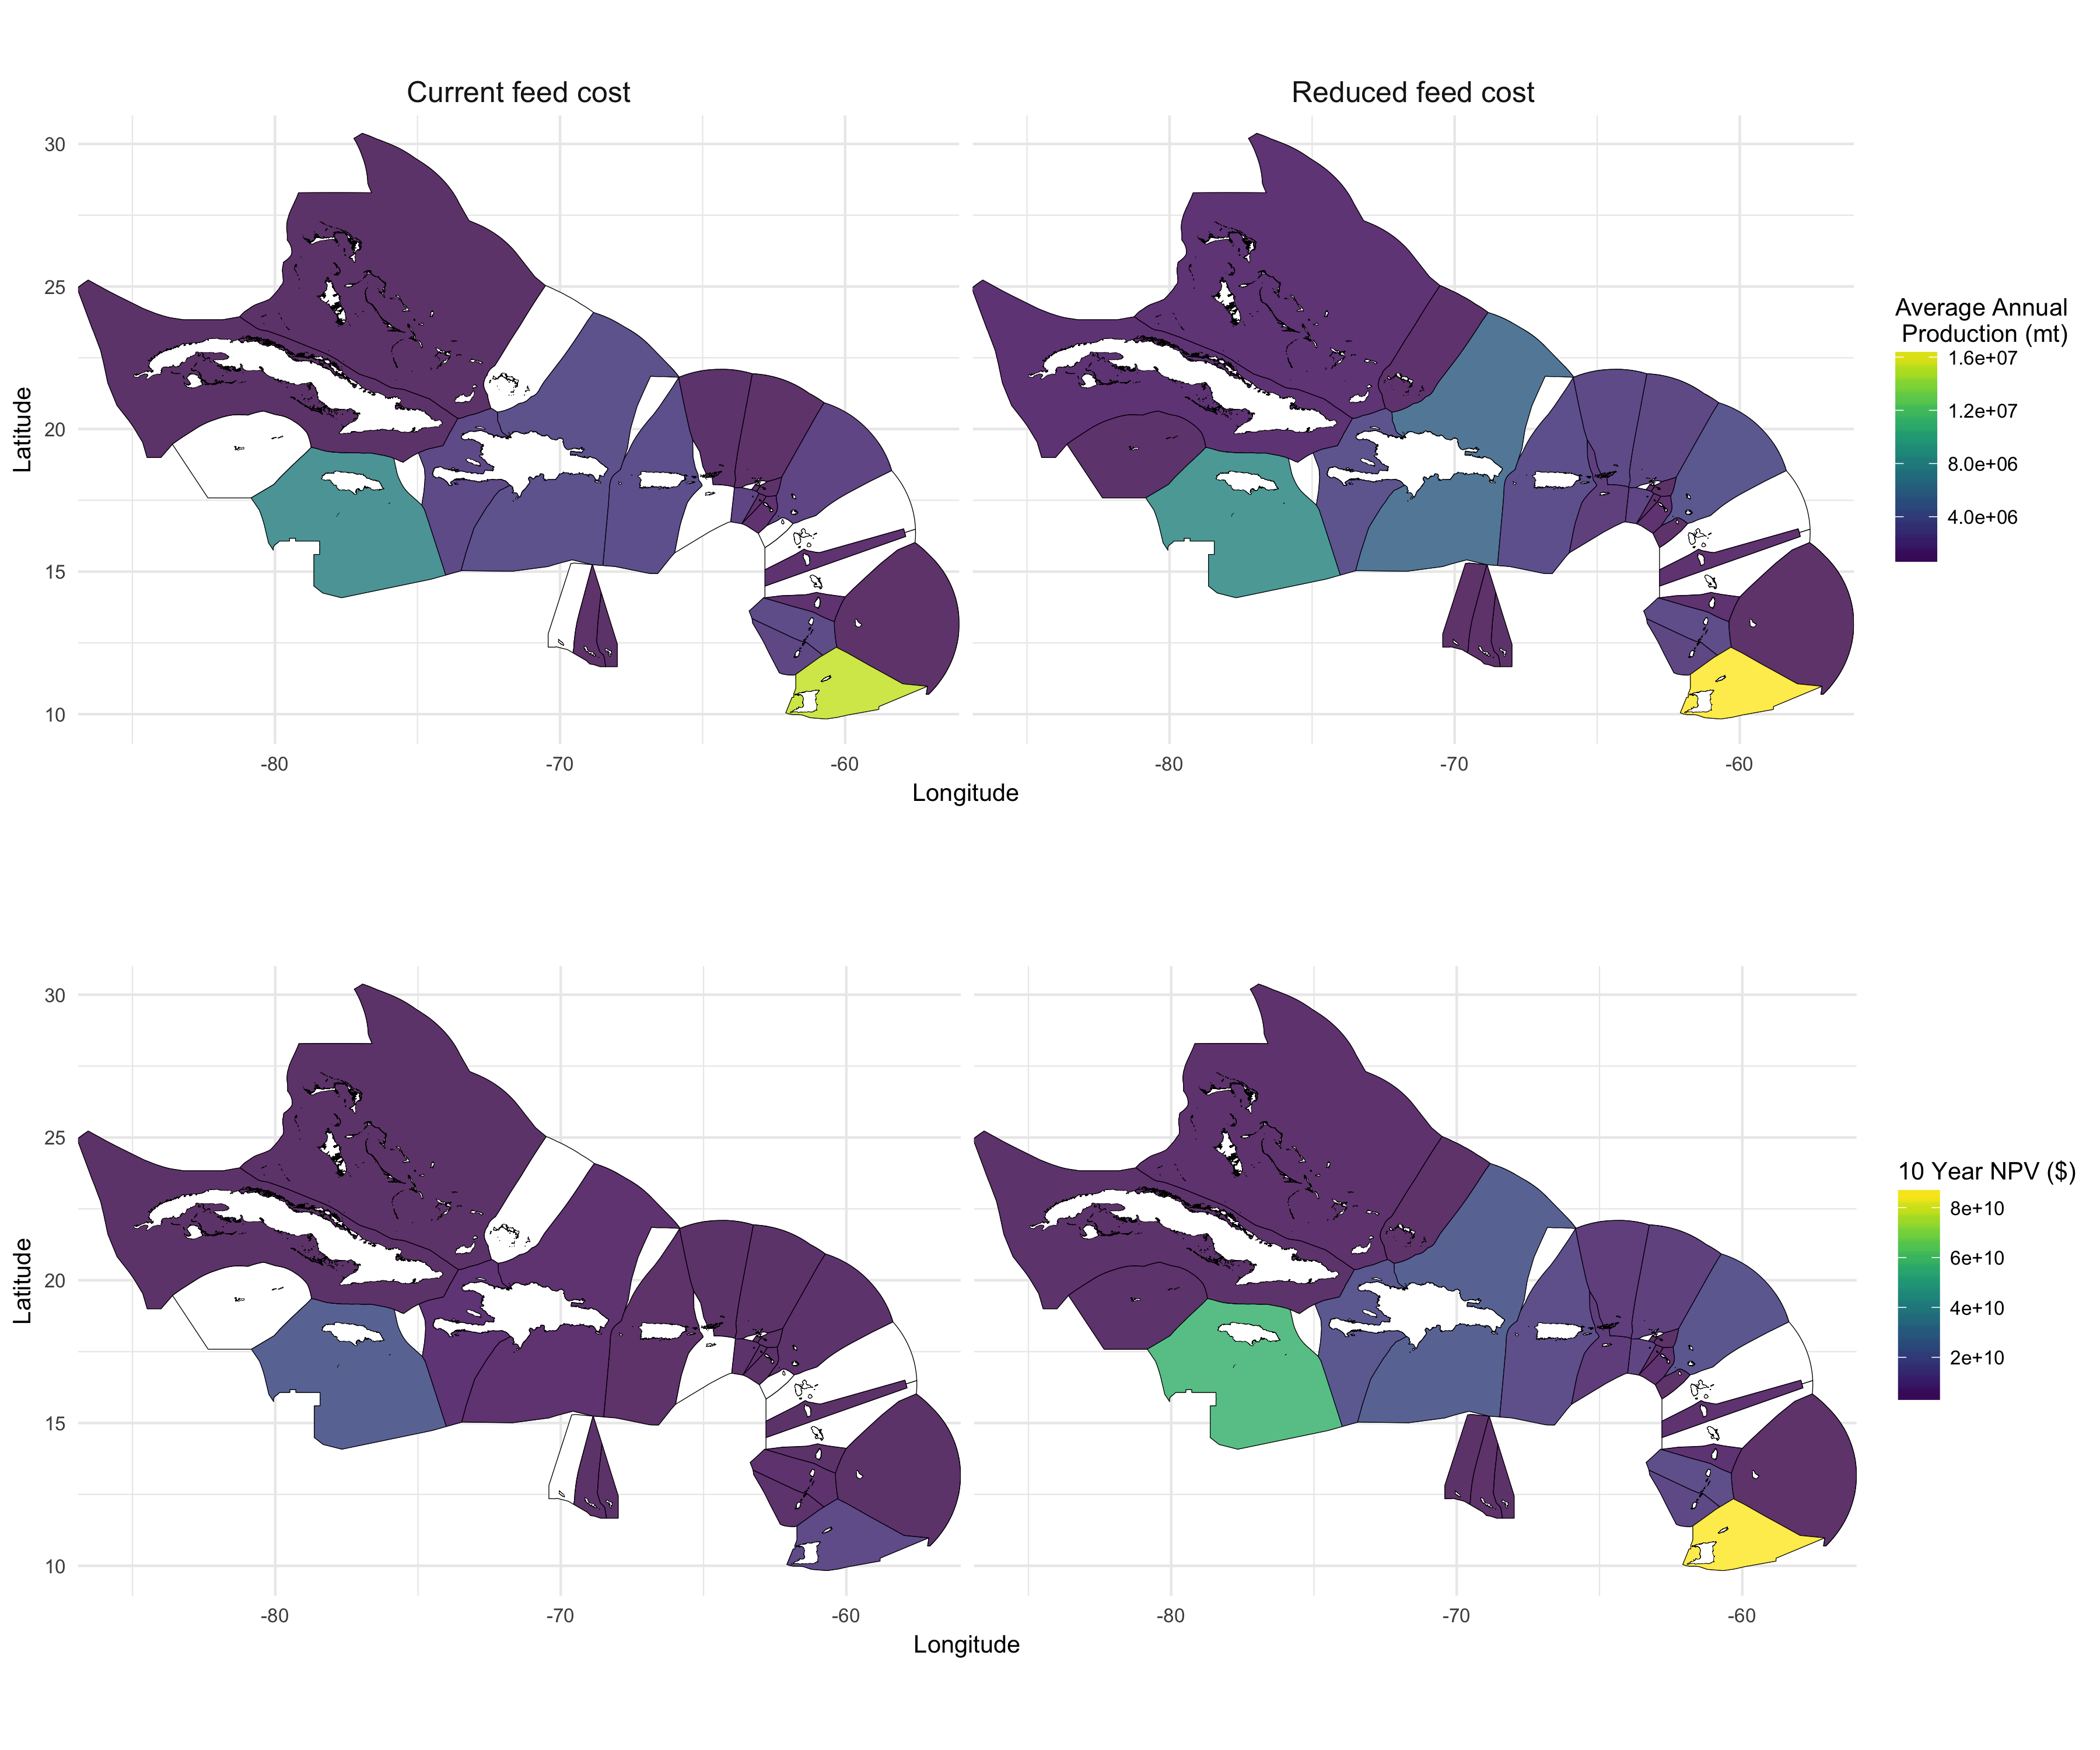 Current feed cost
Reduced feed cost
30
25
20
15
10
Latitude
-80
-70
-60
-80
-70
-60
Longitude
Average Annual
Production (mt)
1.6e+07
1.2e+07
8.0e+06
4.0e+06
30
25
20
15
10
Latitude
-80
-70
-60
-80
-70
-60
Longitude
10 Year NPV ($)
8e+10
6e+10
4e+10
2e+10